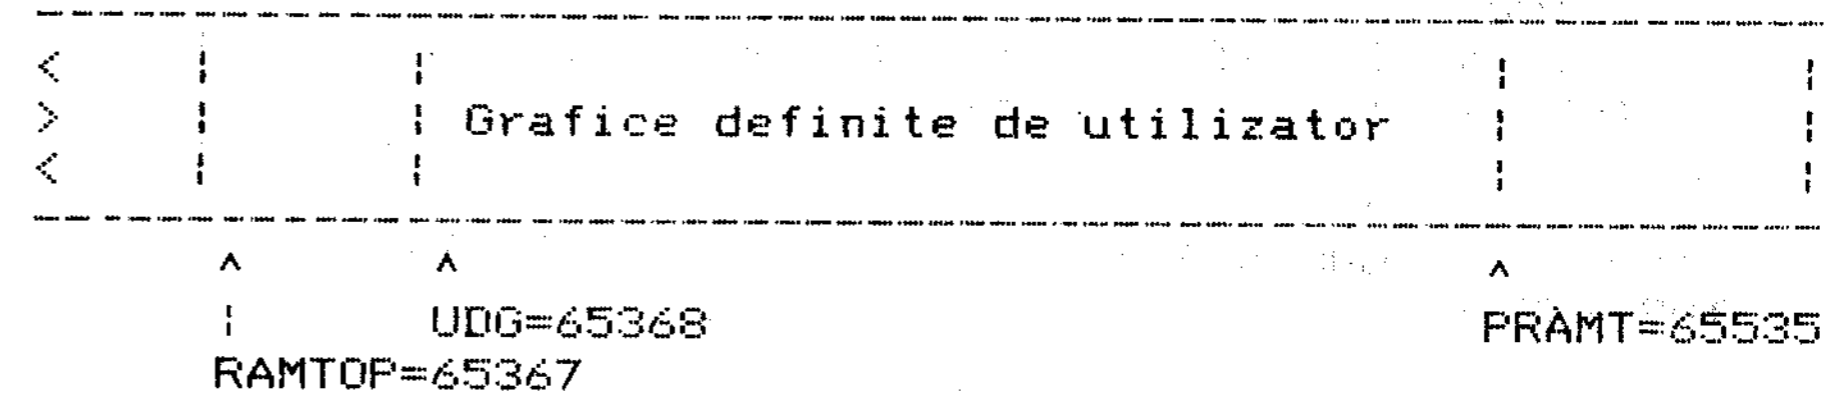 <
> Grafice definite de utilizator
<
^ ^ ^
UDG=65368 PRAMT=65535
RAMTOP=65367